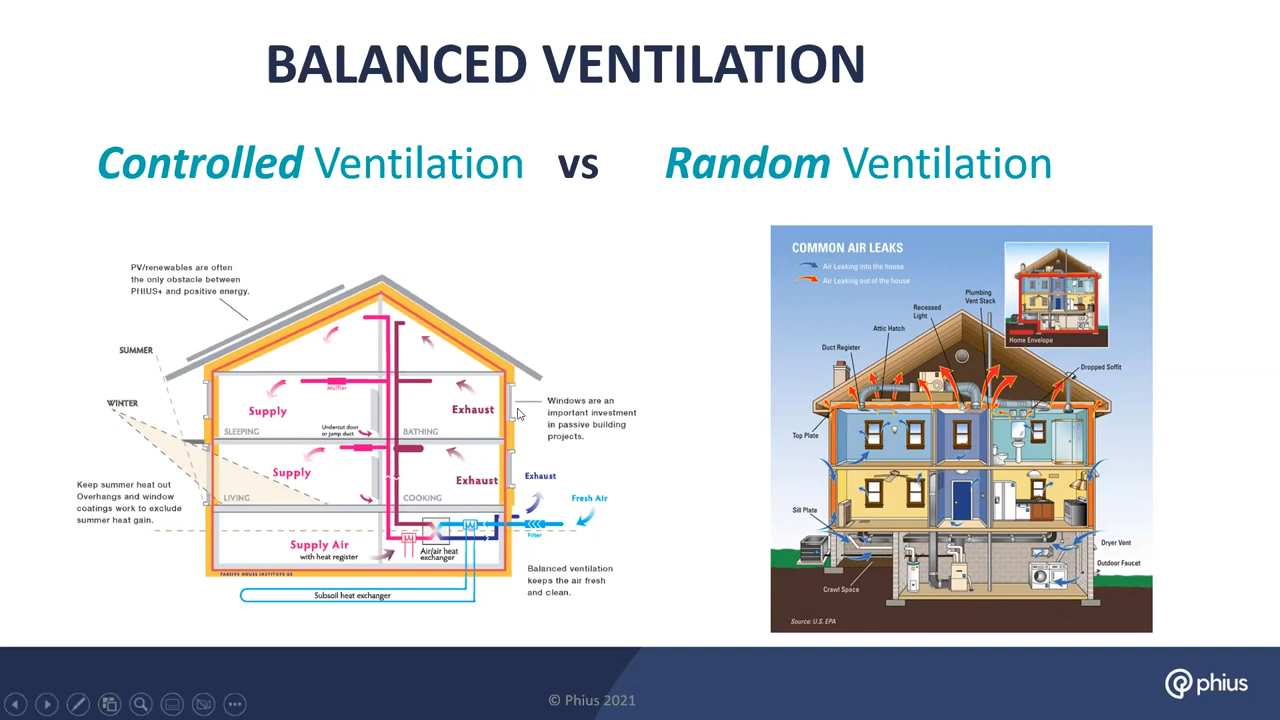 BALANCED VENTILATION
Controlled Ventilation vs Random Ventilation
PV/renewables are often
the only obstacle between
PHIUS+ and positive energy.
SUMMER
WINTER
Keep summer heat out
Overhangs and window
coatings work to exclude
summer heat gain.
Muffler
Supply
Exhaust
SLEEPING
Undercut door
or jump duct
BATHING
Supply
Exhaust
LIVING
COOKING
Supply Air
with heat register
Air/air heat
exchanger
PASSIVE HOUSE INSTITUTE US
Subsoil heat exchanger
Windows are an
important investment
in passive building
projects.
Exhaust
Fresh Air
Filter
Balanced ventilation
keeps the air fresh
and clean.
COMMON AIR LEAKS
Air Leaking into the house
Air Leaking out of the house
Home Envelope
Plumbing
Vent Stack
Recessed
Light
Attic Hatch
Duct Register
Dropped Soffit
Top Plate
Sill Plate
Dryer Vent
Outdoor Faucet
Crawl Space
Source: U.S. EPA
© Phius 2021
phius